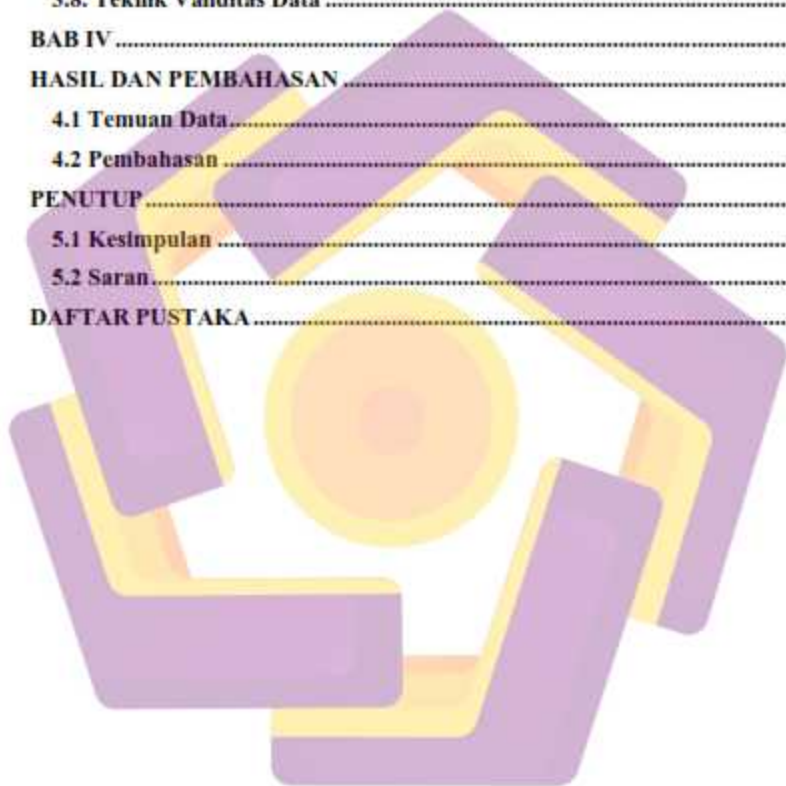 Data ..........
BAB IV ..........
HASIL DAN PEMBAHASAN ..........
4.1 Temuan Data ..........
4.2 Pembahasan ..........
PENUTUP ..........
5.1 Kesimpulan ..........
5.2 Saran ..........
DAFTAR PUSTAKA ..........